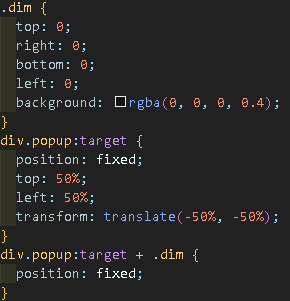 .dim {
top: 0;
right: 0;
bottom: 0;
left: 0;
background: rgba(0, 0, 0, 0.4);
}
div.popup:target {
position: fixed;
top: 50%;
left: 50%;
transform: translate(-50%, -50%);
}
div.popup:target + .dim {
position: fixed;
}